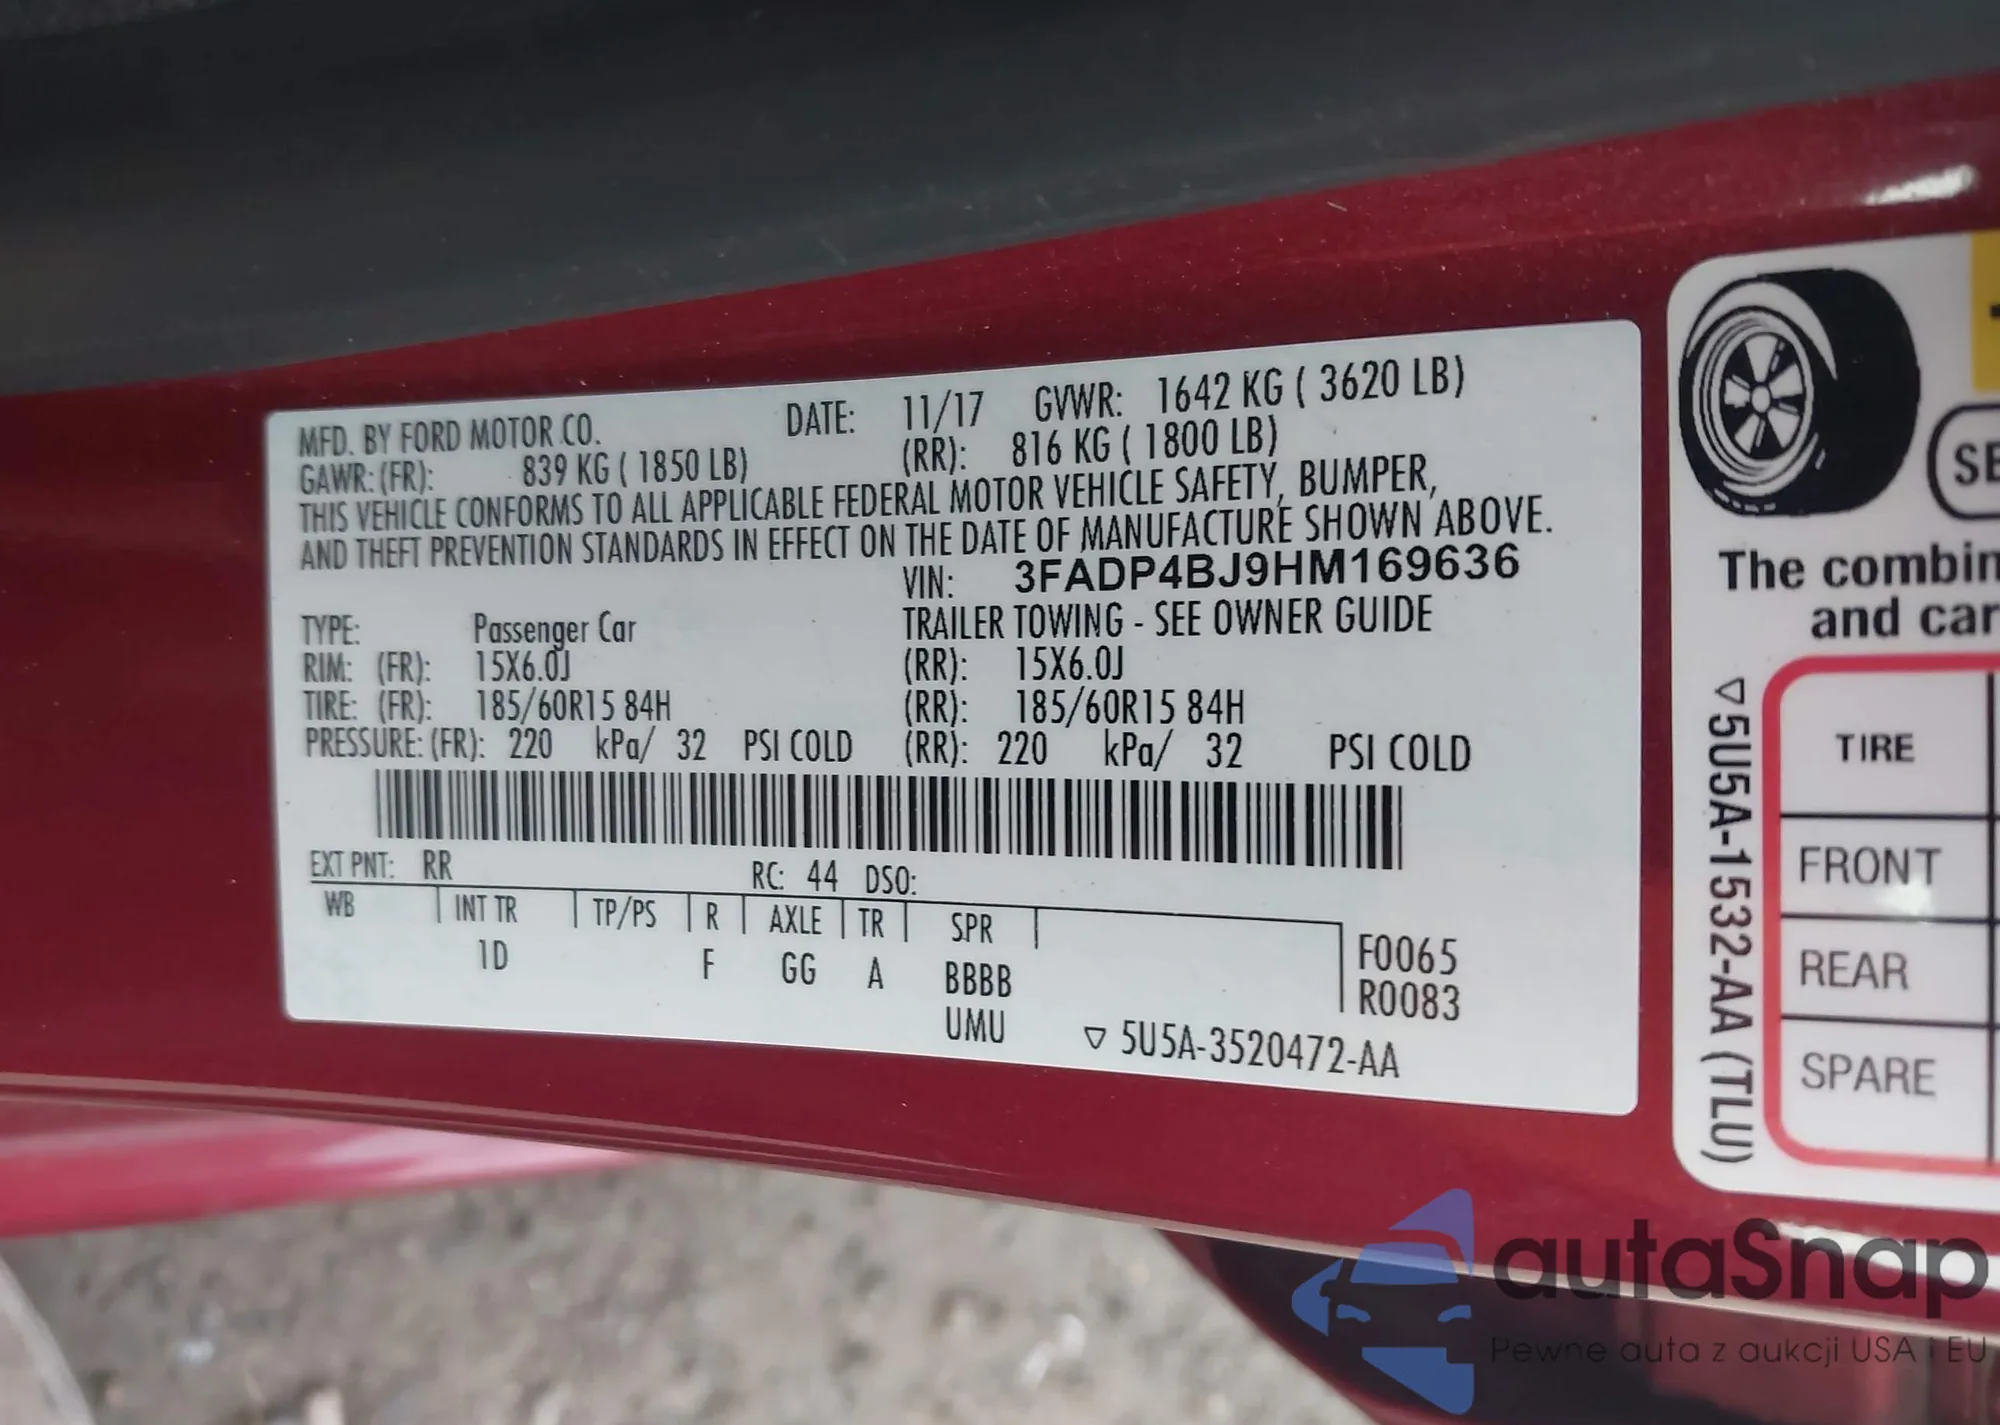 MFD. BY FORD MOTOR CO. DATE: 11/17 GVWR: 1642 KG ( 3620 LB)
GAWR: (FR): 839 KG ( 1850 LB) (RR): 816 KG ( 1800 LB)
THIS VEHICLE CONFORMS TO ALL APPLICABLE FEDERAL MOTOR VEHICLE SAFETY, BUMPER,
AND THEFT PREVENTION STANDARDS IN EFFECT ON THE DATE OF MANUFACTURE SHOWN ABOVE.
VIN: 3FADP4BJ9HM169636
TYPE: Passenger Car TRAILER TOWING - SEE OWNER GUIDE
RIM: (FR): 15X6.0J (RR): 15X6.0J
TIRE: (FR): 185/60R15 84H (RR): 185/60R15 84H
PRESSURE: (FR): 220 kPa/ 32 PSI COLD (RR): 220 kPa/ 32 PSI COLD
EXT PNT: RR RC: 44 DSO:
WB INT TR TP/PS R AXLE TR SPR
1D F GG A BBBB
UMU
F0065
R0083
▽ 5U5A-3520472-AA
SE
The combin
and car
▽5U5A-1532-AA (TLU)
TIRE
FRONT
REAR
SPARE
autaSnap
Pewne auta z aukcji USA i EU